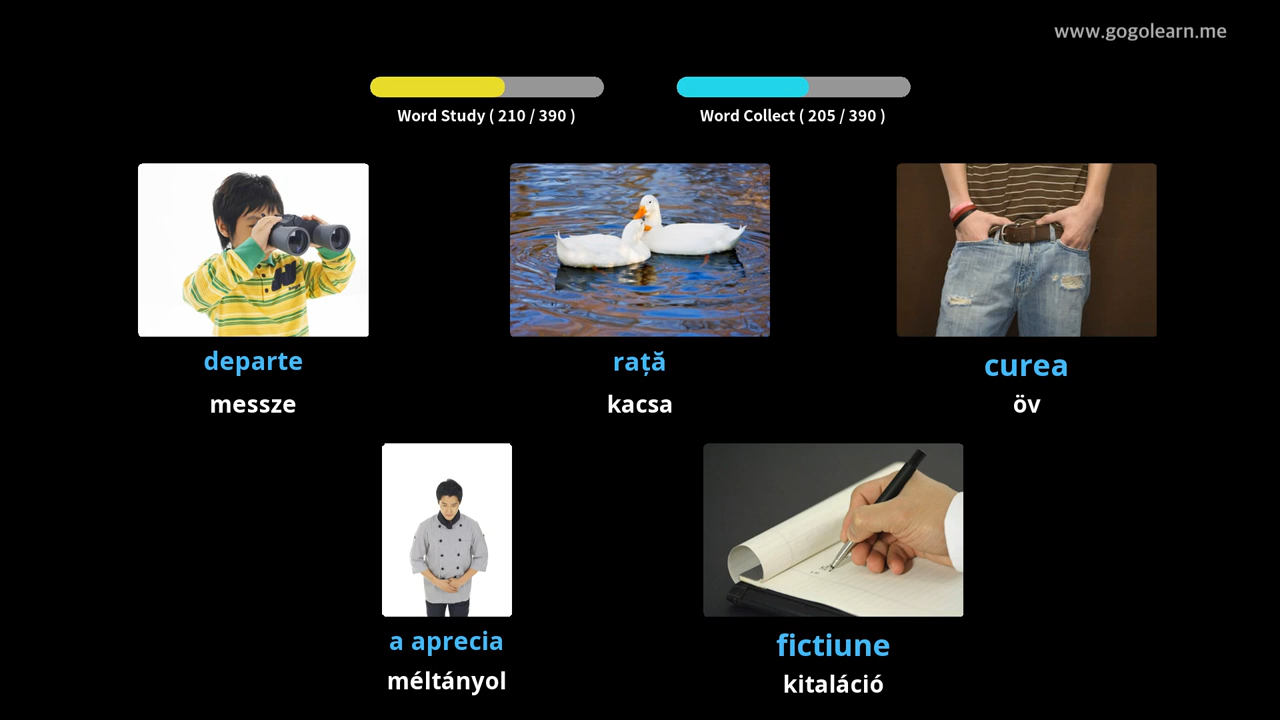 www.gogolearn.me
Word Study ( 210 / 390 )
Word Collect ( 205 / 390 )
departe
rață
curea
messze
kacsa
öv
a aprecia
fictiune
méltányol
kitaláció